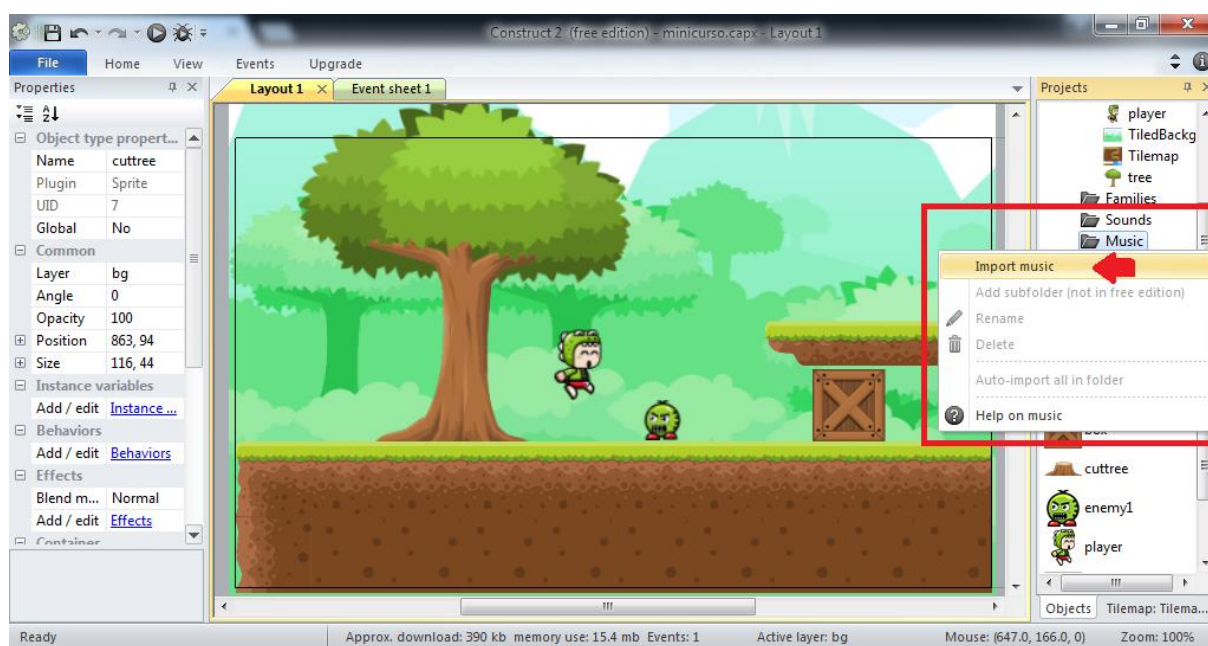 Construct 2 (free edition) - minicurso.capx - Layout 1
File Home View Events Upgrade
Properties
Layout 1 Event sheet 1
Projects
Object type propert...
Name cuttree
Plugin Sprite
UID 7
Global No
Common
Layer bg
Angle 0
Opacity 100
Position 863, 94
Size 116, 44
Instance variables
Add / edit Instance ...
Behaviors
Add / edit Behaviors
Effects
Blend m... Normal
Add / edit Effects
Container
player
TiledBackg
Tilemap
tree
Families
Sounds
Music
Import music
Add subfolder (not in free edition)
Rename
Delete
Auto-import all in folder
Help on music
box
cuttree
enemy1
player
Objects Tilemap: Tilema...
Ready Approx. download: 390 kb memory use: 15.4 mb Events: 1 Active layer: bg Mouse: (647.0, 166.0, 0) Zoom: 100%